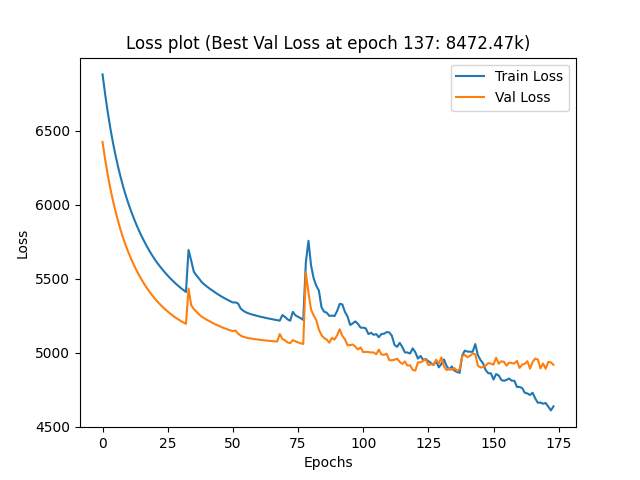 Loss plot (Best Val Loss at epoch 137: 8472.47k)
Train Loss
Val Loss
Loss
6500
6000
5500
5000
4500
0 25 50 75 100 125 150 175
Epochs